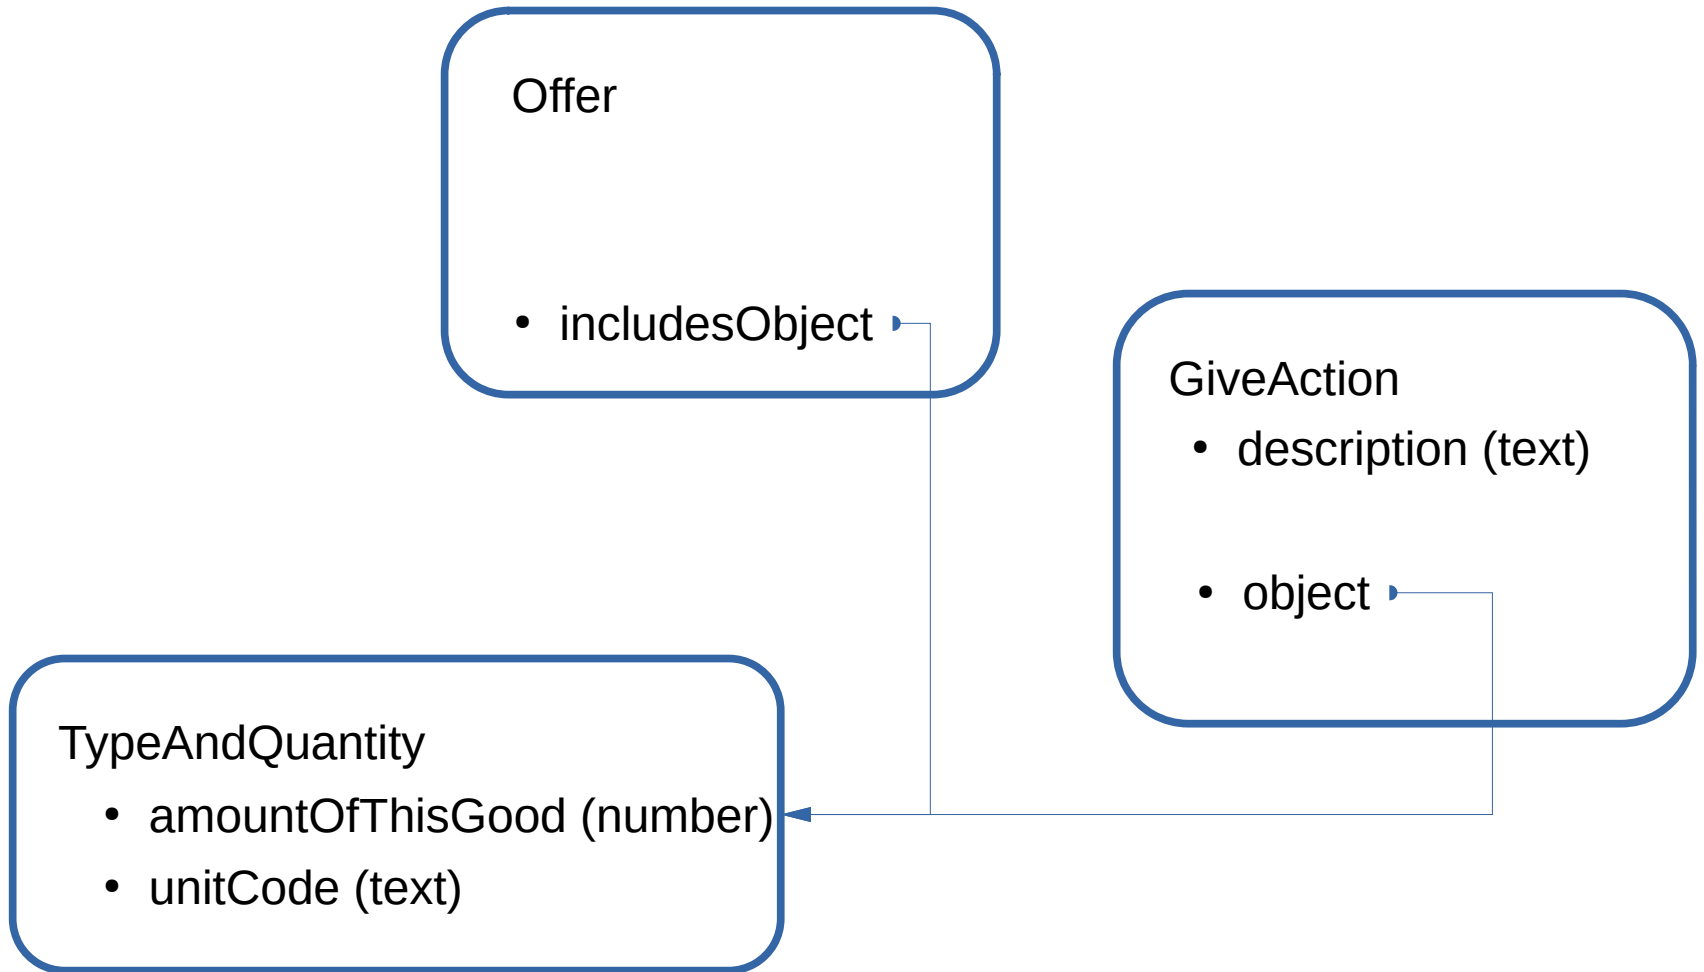 Offer
• includesObject
GiveAction
• description (text)
• object
TypeAndQuantity
• amountOfThisGood (number)
• unitCode (text)